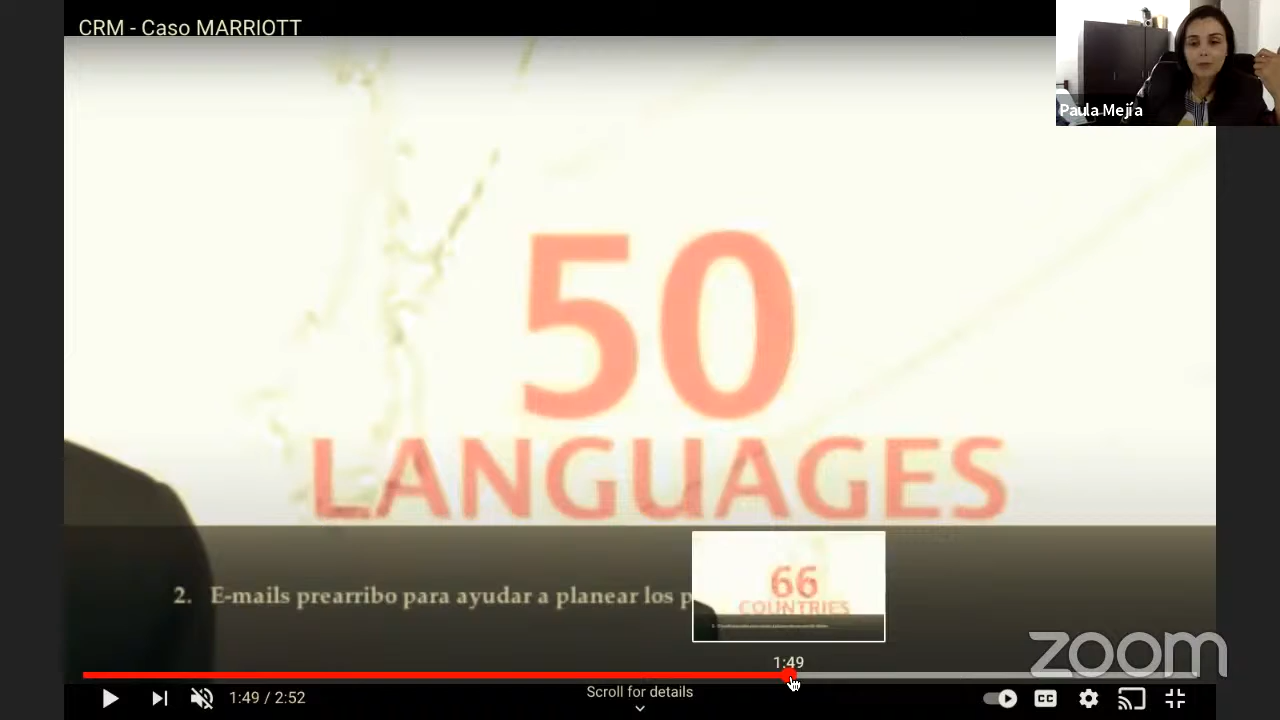 CRM - Caso MARRIOTT
Paula Mejía
50
LANGUAGES
2. E-mails prearribo para ayudar a planear los p
66
COUNTRIES
1:49
zoom
1:49 / 2:52
Scroll for details
CC